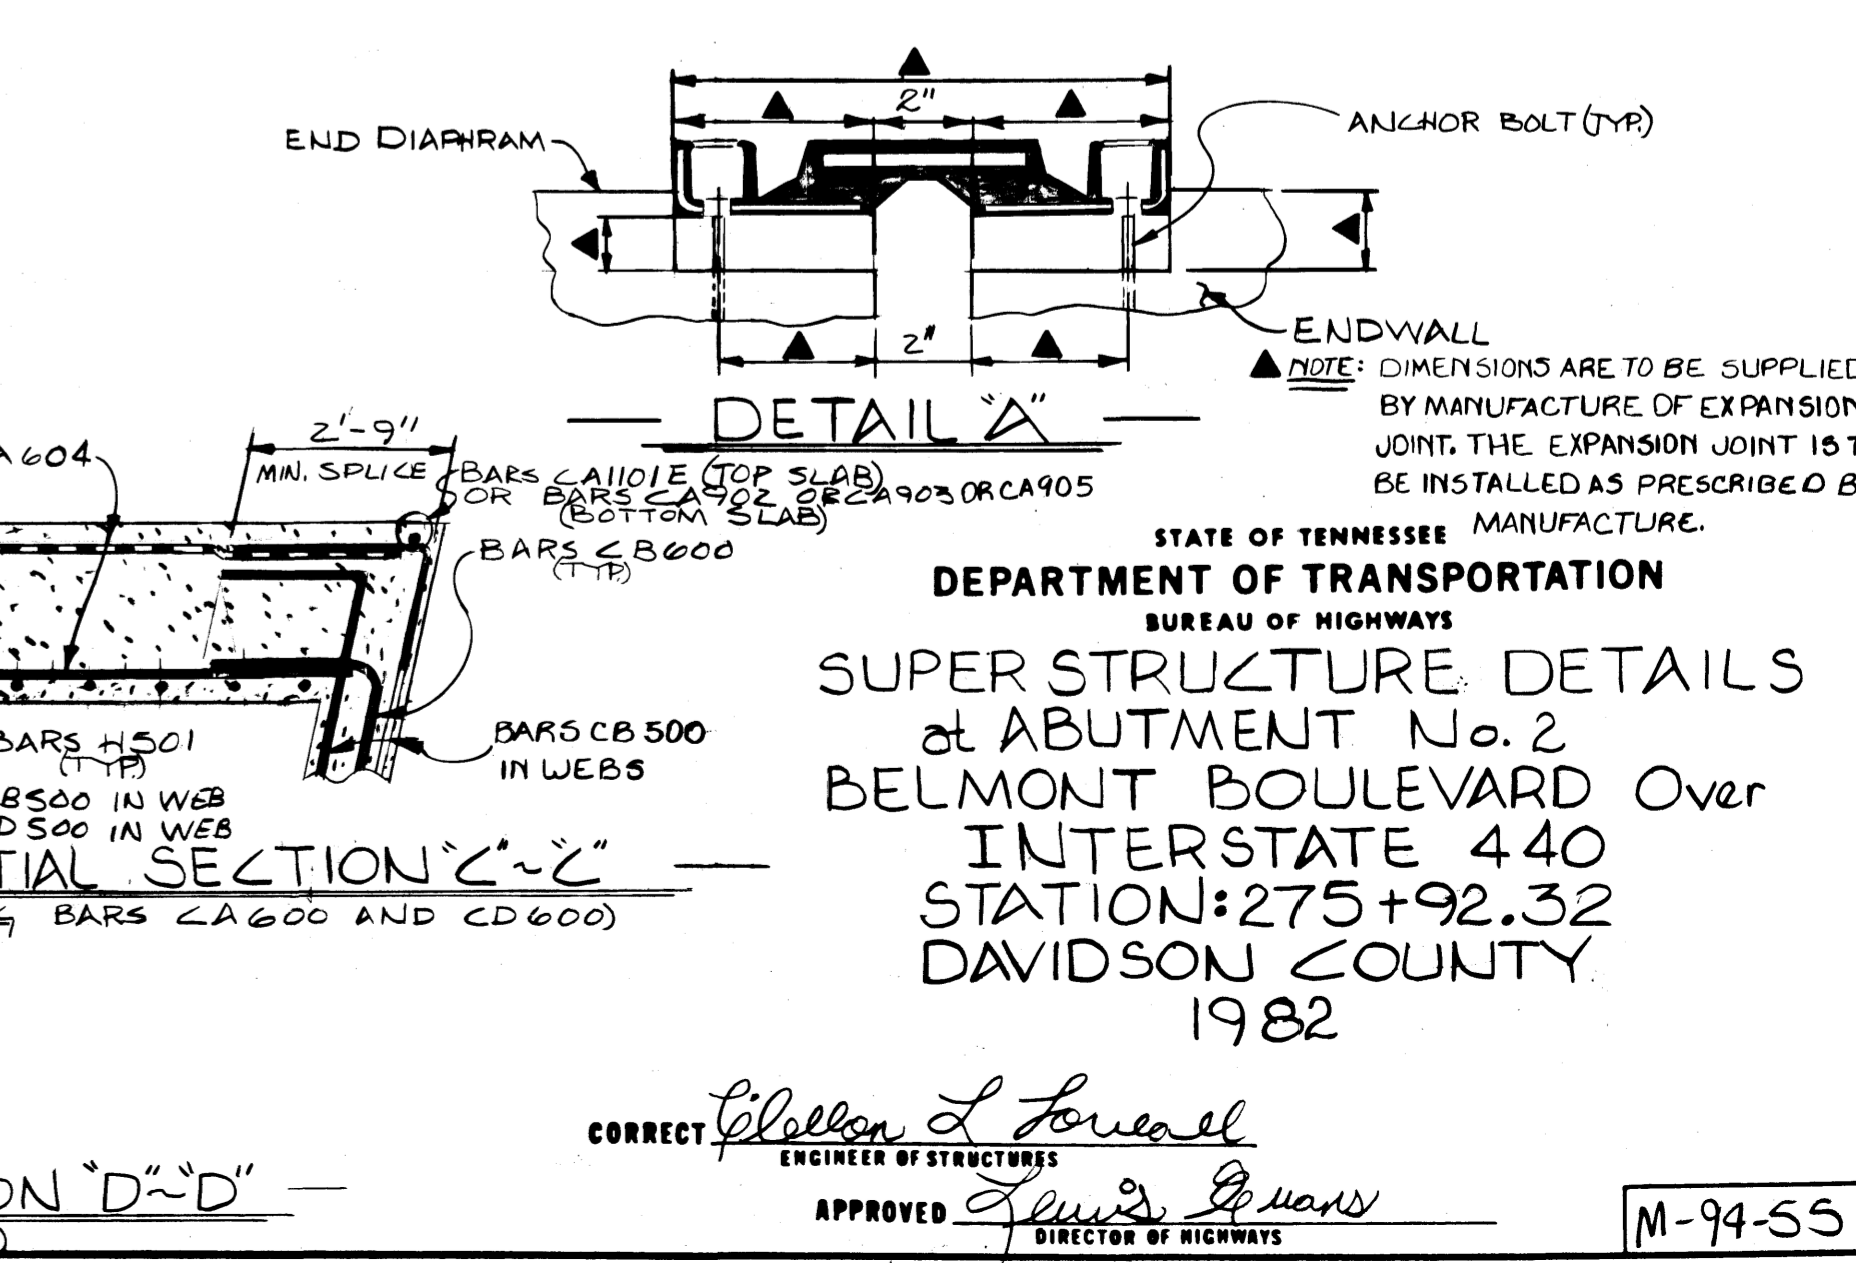 2"
END DIAPHRAM
ANCHOR BOLT (TYP.)
2"
ENDWALL
NOTE: DIMENSIONS ARE TO BE SUPPLIED
BY MANUFACTURE OF EXPANSION
JOINT. THE EXPANSION JOINT IS T
BE INSTALLED AS PRESCRIBED B
MANUFACTURE.
DETAIL "A"
A604
2'-9"
MIN. SPLICE
BARS CA1101E (TOP SLAB)
OR BARS CA902 OR CA903 OR CA905
(BOTTOM SLAB)
BARS CB600
(TYP.)
BARS H501
(TYP.)
BARS CB500
IN WEBS
B500 IN WEB
D500 IN WEB
TIAL SECTION "C"~"C"
G BARS CA600 AND CD600)
STATE OF TENNESSEE
DEPARTMENT OF TRANSPORTATION
BUREAU OF HIGHWAYS
SUPERSTRUCTURE DETAILS
at ABUTMENT No. 2
BELMONT BOULEVARD Over
INTERSTATE 440
STATION: 275+92.32
DAVIDSON COUNTY
1982
CORRECT
ENGINEER OF STRUCTURES
APPROVED Lewis Evans
DIRECTOR OF HIGHWAYS
ON "D"~"D"
)
M-94-55